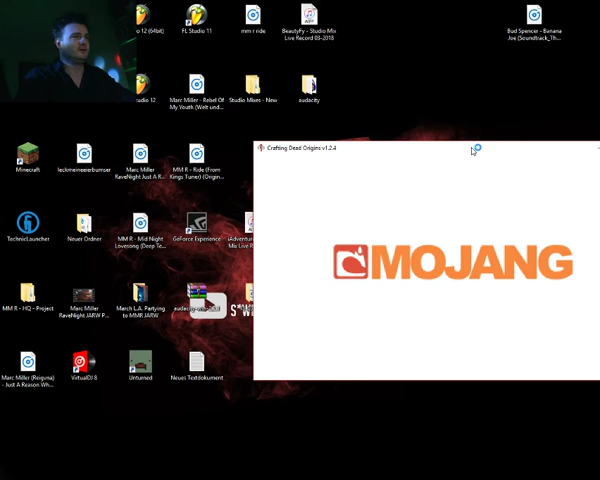 12 (64bit)
FL Studio 11
mm r ride
BeautyFy - Studio Mix
Live Record 03-2018
Bud Spencer - Banana
Joe (Soundtrack_Th...
12
Marc Miller - Rebel Of
My Youth (Welt und...
Studio Mixes - New
audacity
Crafting Dead Origins v1.2.4
Minecraft
leckmeineeierbumser
Marc Miller
RaveNight Just A R...
MM R - Ride (From
Kings Tuner) (Origin...
MOJANG
TechnicLauncher
Neuer Ordner
MM R - Mid Night
Lovesong (Deep Te...
GeForce Experience
MM R - HQ - Project
Marc Miller
RaveNight JARW P...
March L.A. Partying
to MMR JARW
Marc Miller (Reiguna)
- Just A Reason Wh...
VirtualDJ 8
Unturned
Neues Textdokument